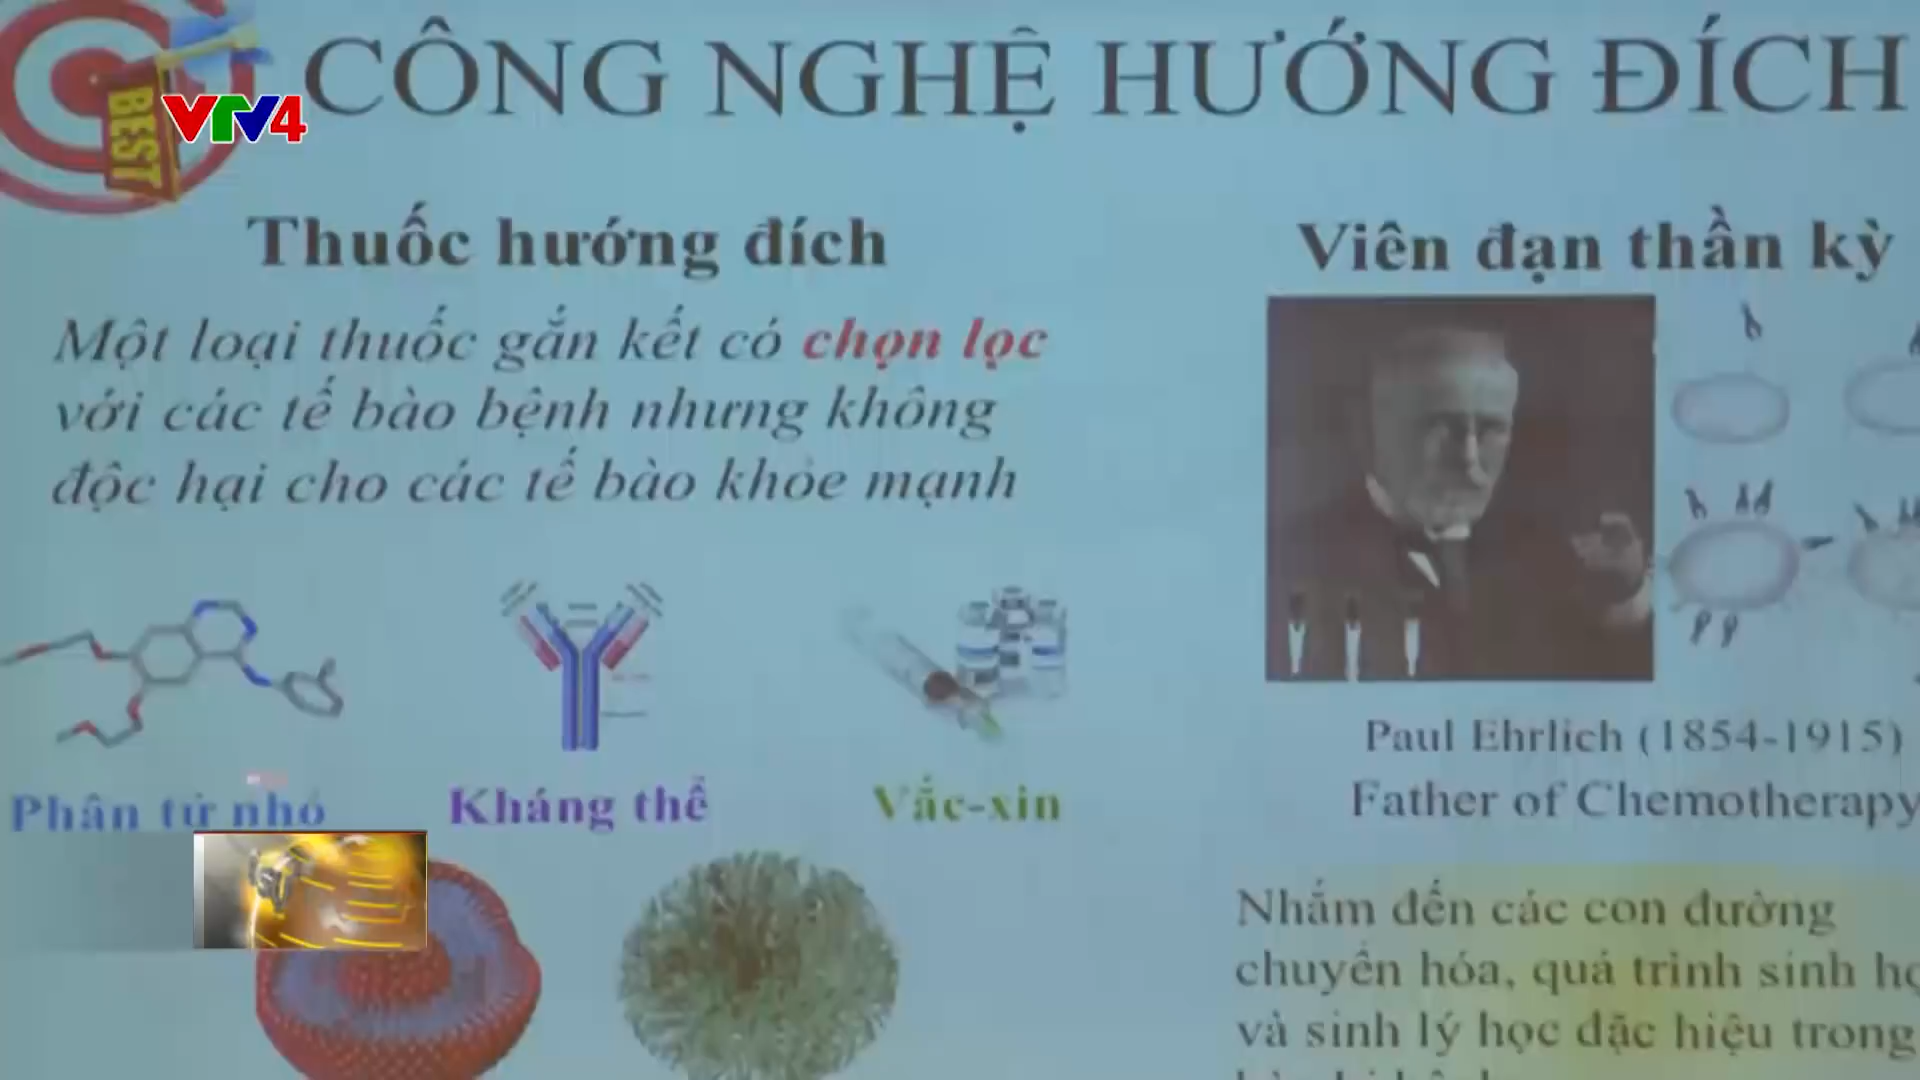 CÔNG NGHỆ HƯỚNG ĐÍCH
BEST
VTV4
Thuốc hướng đích
Một loại thuốc gắn kết có chọn lọc
với các tế bào bệnh nhưng không
độc hại cho các tế bào khỏe mạnh
Phân tử nhỏ
Kháng thể
Vắc-xin
Viên đạn thần kỳ
Paul Ehrlich (1854-1915)
Father of Chemotherapy
Nhắm đến các con đường
chuyển hóa, quá trình sinh
và sinh lý học đặc hiệu trong